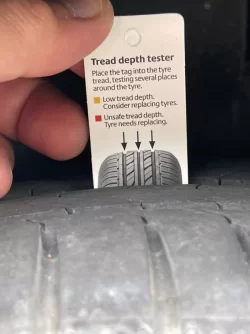 Tread depth tester
Place the tag into the tyre
tread, testing several places
around the tyre.
Low tread depth.
Consider replacing tyres.
Unsafe tread depth.
Tyre needs replacing.